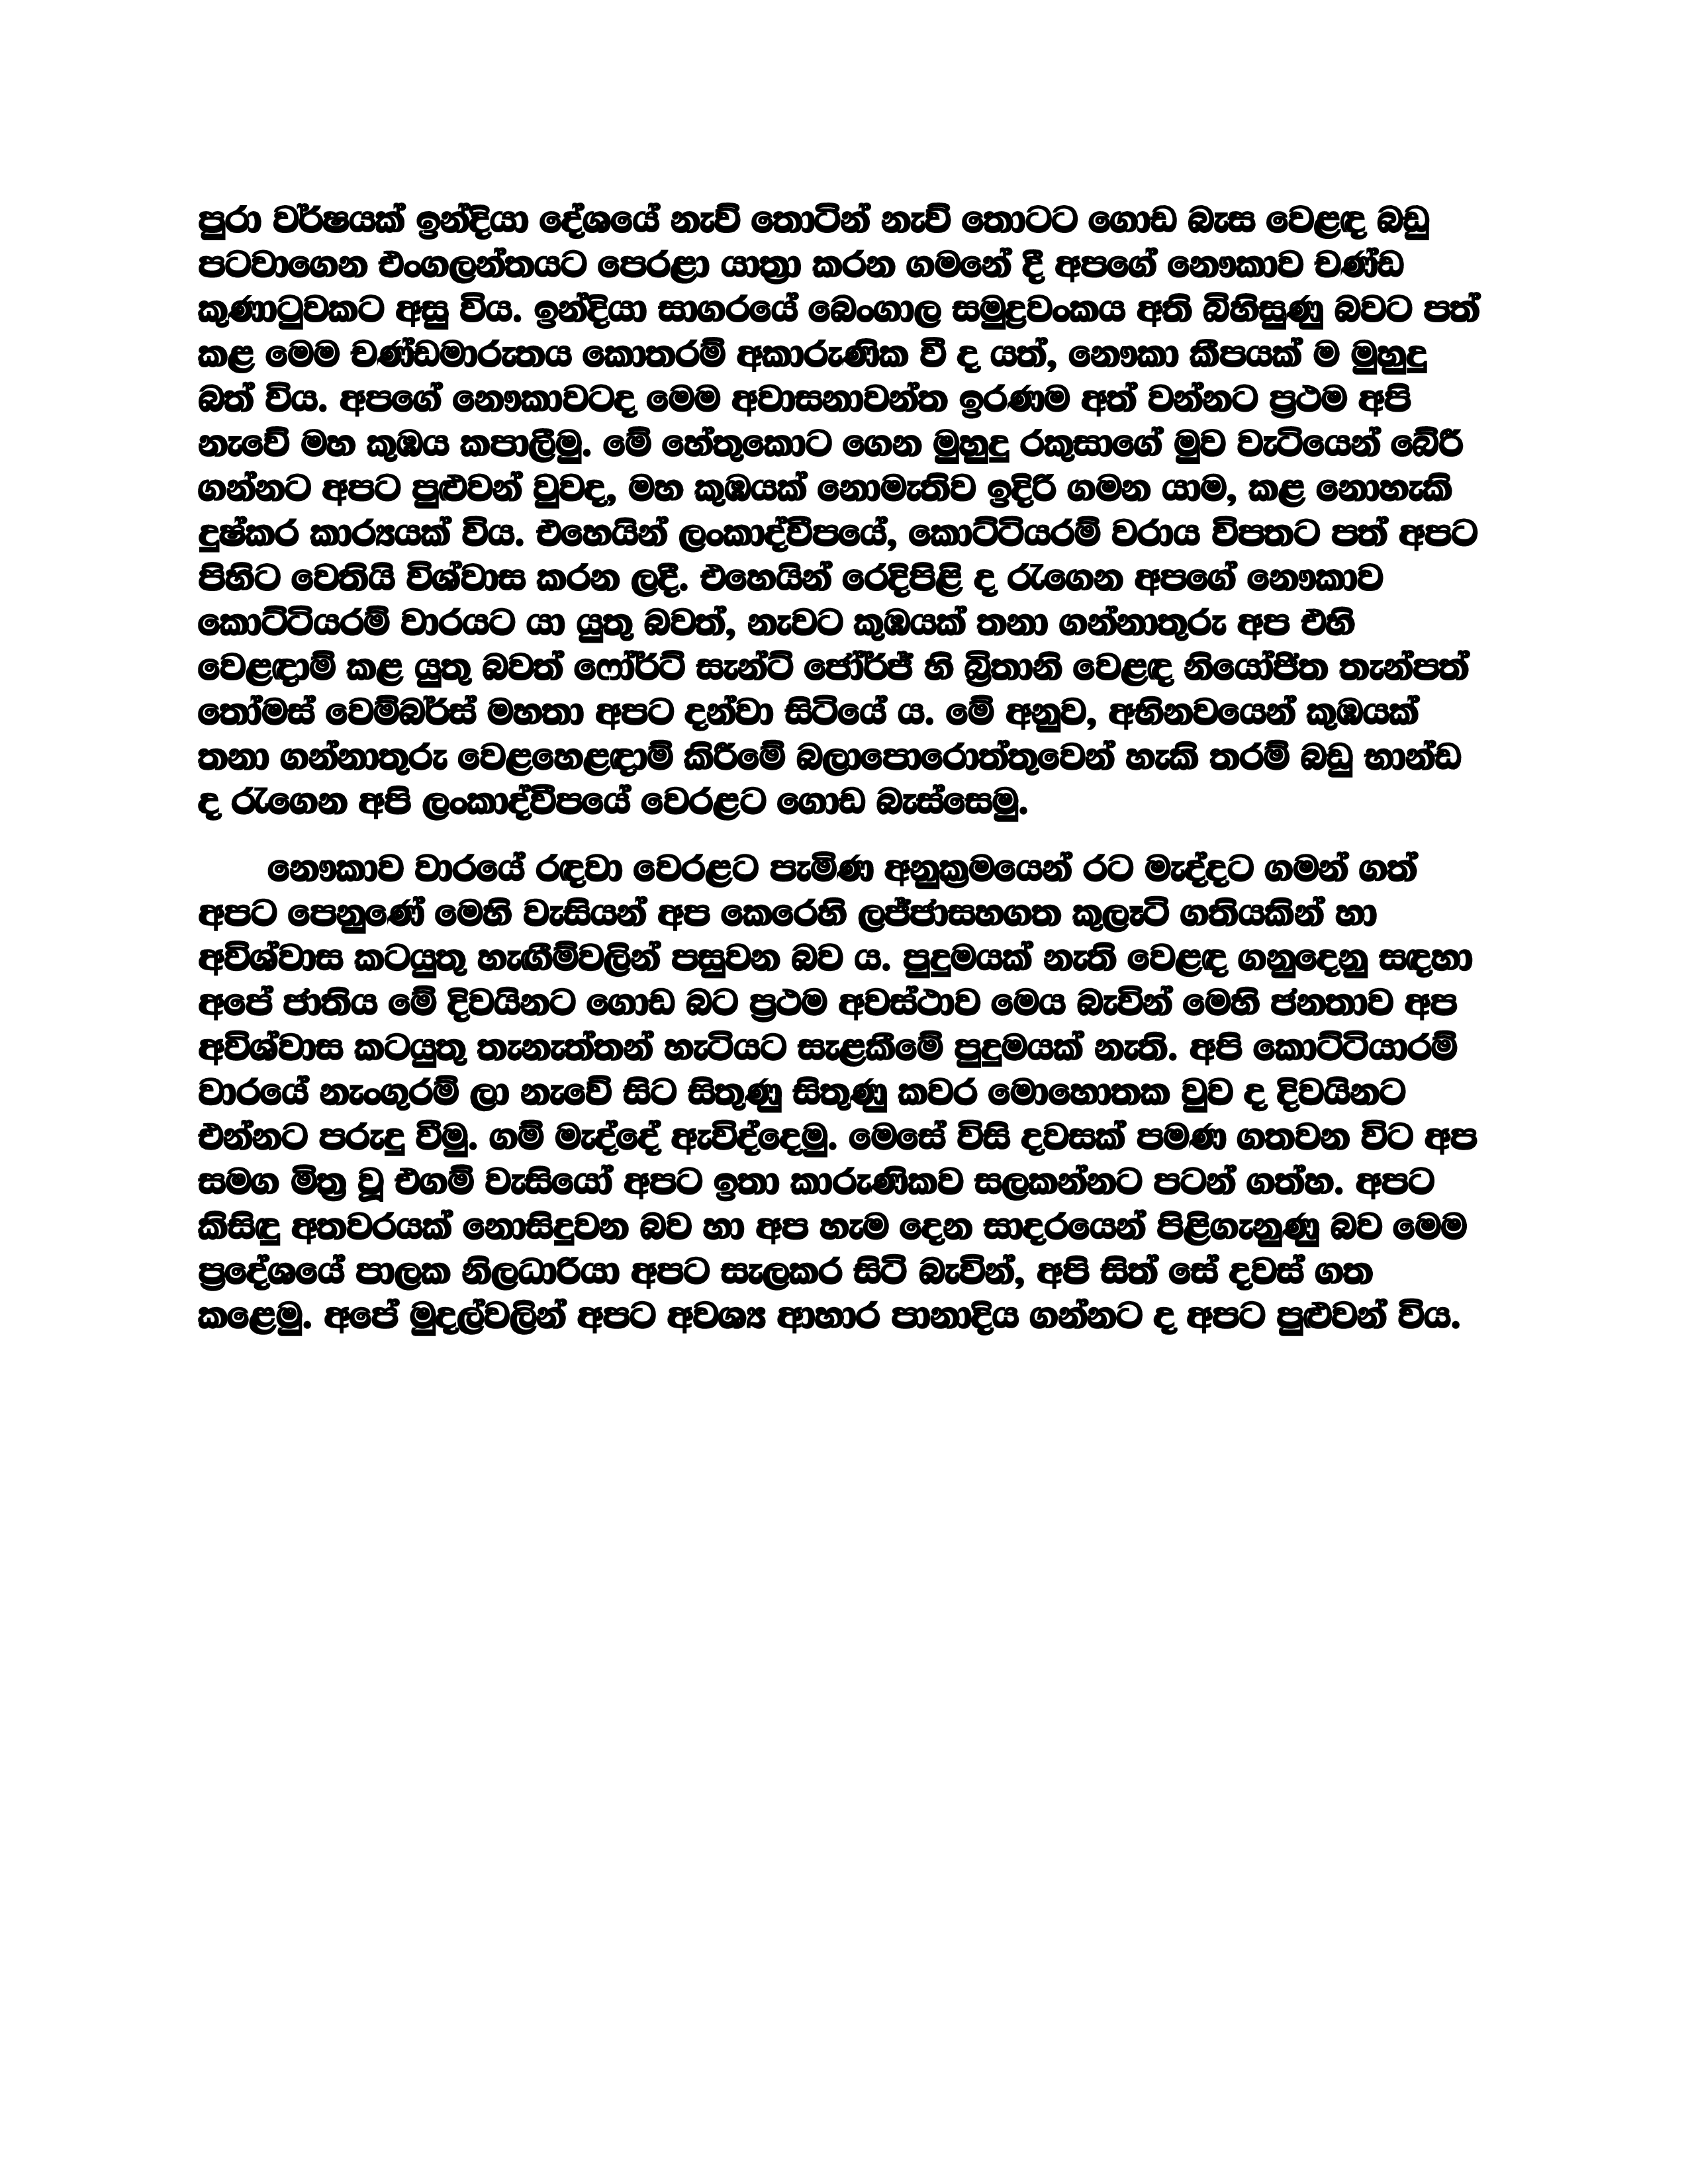 පුරා වර්ෂයක් ඉන්දියා දේශයේ නැව් තොටින් නැව් තොටට ගොඩ බැස වෙළඳ බඩු
පටවාගෙන එංගලන්තයට පෙරළා යාත්‍රා කරන ගමනේ දී අපගේ නෞකාව චණ්ඩ
කුණාටුවකට අසු විය. ඉන්දියා සාගරයේ බෙංගාල සමුද්‍රවංකය අති බිහිසුණු බවට පත්
කළ මෙම චණ්ඩමාරුතය කොතරම් අකාරුණික වී ද යත්, නෞකා කීපයක් ම මුහුදු
බත් විය. අපගේ නෞකාවටද මෙම අවාසනාවන්ත ඉරණම අත් වන්නට ප්‍රථම අපි
නැවේ මහ කුඹය කපාලීමු. මේ හේතුකොට ගෙන මුහුදු රකුසාගේ මුව වැටියෙන් බේරී
ගන්නට අපට පුළුවන් වුවද, මහ කුඹයක් නොමැතිව ඉදිරි ගමන යාම, කළ නොහැකි
දුෂ්කර කාර්‍යයක් විය. එහෙයින් ලංකාද්වීපයේ, කොට්ටියරම් වරාය විපතට පත් අපට
පිහිට වෙතියි විශ්වාස කරන ලදී. එහෙයින් රෙදිපිළි ද රැගෙන අපගේ නෞකාව
කොට්ටියරම් වාරයට යා යුතු බවත්, නැවට කුඹයක් තනා ගන්නාතුරු අප එහි
වෙළඳාම් කළ යුතු බවත් ෆෝර්ට් සැන්ට් ජෝර්ජ් හි බ්‍රිතානි වෙළඳ නියෝජිත තැන්පත්
තෝමස් වෙම්බර්ස් මහතා අපට දන්වා සිටියේ ය. මේ අනුව, අභිනවයෙන් කුඹයක්
තනා ගන්නාතුරු වෙළහෙළඳාම් කිරීමේ බලාපොරොත්තුවෙන් හැකි තරම් බඩු භාන්ඩ
ද රැගෙන අපි ලංකාද්වීපයේ වෙරළට ගොඩ බැස්සෙමු.
නෞකාව වාරයේ රඳවා වෙරළට පැමිණ අනුක්‍රමයෙන් රට මැද්දට ගමන් ගත්
අපට පෙනුණේ මෙහි වැසියන් අප කෙරෙහි ලජ්ජාසහගත කුලෑටි ගතියකින් හා
අවිශ්වාස කටයුතු හැඟීම්වලින් පසුවන බව ය. පුදුමයක් නැති වෙළඳ ගනුදෙනු සඳහා
අපේ ජාතිය මේ දිවයිනට ගොඩ බට ප්‍රථම අවස්ථාව මෙය බැවින් මෙහි ජනතාව අප
අවිශ්වාස කටයුතු තැනැත්තන් හැටියට සැළකීමේ පුදුමයක් නැති. අපි කොට්ටියාරම්
වාරයේ නැංගුරම් ලා නැවේ සිට සිතුණු සිතුණු කවර මොහොතක වුව ද දිවයිනට
එන්නට පරුදු වීමු. ගම් මැද්දේ ඇවිද්දෙමු. මෙසේ විසි දවසක් පමණ ගතවන විට අප
සමග මිත්‍ර වූ එගම් වැසියෝ අපට ඉතා කාරුණිකව සලකන්නට පටන් ගත්හ. අපට
කිසිඳු අතවරයක් නොසිදුවන බව හා අප හැම දෙන සාදරයෙන් පිළිගැනුණු බව මෙම
ප්‍රදේශයේ පාලක නිලධාරියා අපට සැලකර සිටි බැවින්, අපි සිත් සේ දවස් ගත
කළෙමු. අපේ මුදල්වලින් අපට අවශ්‍ය ආහාර පානාදිය ගන්නට ද අපට පුළුවන් විය.